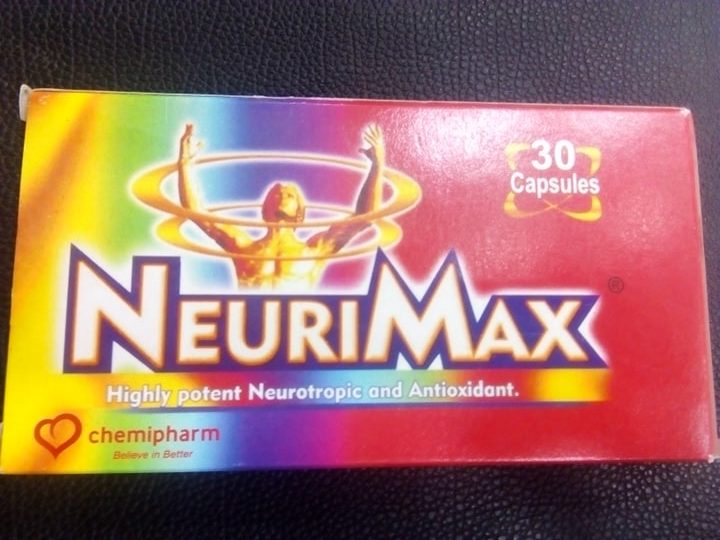 30
Capsules
NEURIMAX ®
Highly potent Neurotropic and Antioxidant.
chemipharm
Believe in Better